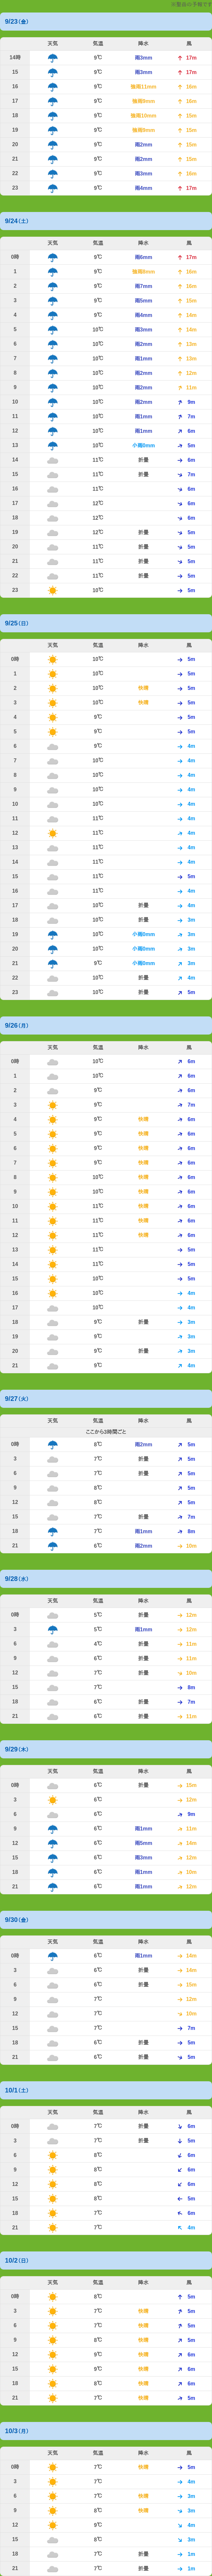 ※現地の予報です
9/23(金)
天気 気温 降水 風
14時 9℃ 雨3mm 17m
15 9℃ 雨3mm 17m
16 9℃ 強雨11mm 16m
17 9℃ 強雨9mm 16m
18 9℃ 強雨10mm 15m
19 9℃ 強雨9mm 15m
20 9℃ 雨2mm 15m
21 9℃ 雨2mm 15m
22 9℃ 雨3mm 16m
23 9℃ 雨4mm 17m
9/24(土)
天気 気温 降水 風
0時 9℃ 雨6mm 17m
1 9℃ 強雨8mm 16m
2 9℃ 雨7mm 16m
3 9℃ 雨5mm 15m
4 9℃ 雨4mm 14m
5 10℃ 雨3mm 14m
6 10℃ 雨2mm 13m
7 10℃ 雨1mm 13m
8 10℃ 雨2mm 12m
9 10℃ 雨2mm 11m
10 10℃ 雨2mm 9m
11 10℃ 雨1mm 7m
12 10℃ 雨1mm 6m
13 10℃ 小雨0mm 5m
14 11℃ 折曇 6m
15 11℃ 折曇 7m
16 11℃ 6m
17 12℃ 6m
18 12℃ 6m
19 12℃ 折曇 5m
20 11℃ 折曇 5m
21 11℃ 折曇 5m
22 11℃ 折曇 5m
23 10℃ 5m
9/25(日)
天気 気温 降水 風
0時 10℃ 5m
1 10℃ 5m
2 10℃ 快晴 5m
3 10℃ 快晴 5m
4 9℃ 5m
5 9℃ 5m
6 9℃ 4m
7 10℃ 4m
8 10℃ 4m
9 10℃ 4m
10 10℃ 4m
11 11℃ 4m
12 11℃ 4m
13 11℃ 4m
14 11℃ 4m
15 11℃ 5m
16 11℃ 4m
17 10℃ 折曇 4m
18 10℃ 折曇 3m
19 10℃ 小雨0mm 3m
20 10℃ 小雨0mm 3m
21 9℃ 小雨0mm 3m
22 10℃ 折曇 4m
23 10℃ 折曇 5m
9/26(月)
天気 気温 降水 風
0時 10℃ 6m
1 10℃ 6m
2 9℃ 6m
3 9℃ 7m
4 9℃ 快晴 6m
5 9℃ 快晴 6m
6 9℃ 快晴 6m
7 9℃ 快晴 6m
8 10℃ 快晴 6m
9 10℃ 快晴 6m
10 11℃ 快晴 6m
11 11℃ 快晴 6m
12 11℃ 快晴 6m
13 11℃ 5m
14 11℃ 5m
15 10℃ 5m
16 10℃ 4m
17 10℃ 4m
18 9℃ 折曇 3m
19 9℃ 3m
20 9℃ 折曇 3m
21 9℃ 4m
9/27(火)
天気 気温 降水 風
ここから3時間ごと
0時 8℃ 雨2mm 5m
3 7℃ 折曇 5m
6 7℃ 折曇 5m
9 8℃ 5m
12 8℃ 5m
15 7℃ 折曇 7m
18 7℃ 雨1mm 8m
21 6℃ 雨2mm 10m
9/28(水)
天気 気温 降水 風
0時 5℃ 折曇 12m
3 5℃ 雨1mm 12m
6 4℃ 折曇 11m
9 6℃ 折曇 11m
12 7℃ 折曇 10m
15 7℃ 8m
18 6℃ 折曇 7m
21 6℃ 折曇 11m
9/29(木)
天気 気温 降水 風
0時 6℃ 折曇 10m
3 6℃ 12m
6 6℃ 9m
9 6℃ 雨1mm 11m
12 6℃ 雨5mm 14m
15 6℃ 雨3mm 12m
18 6℃ 雨1mm 10m
21 6℃ 雨1mm 12m
9/30(金)
天気 気温 降水 風
0時 6℃ 雨1mm 14m
3 6℃ 折曇 14m
6 6℃ 折曇 15m
9 7℃ 12m
12 7℃ 10m
15 7℃ 7m
18 6℃ 折曇 5m
21 6℃ 折曇 5m
10/1(土)
天気 気温 降水 風
0時 7℃ 折曇 6m
3 7℃ 折曇 5m
6 8℃ 6m
9 8℃ 6m
12 8℃ 6m
15 8℃ 5m
18 7℃ 6m
21 7℃ 4m
10/2(日)
天気 気温 降水 風
0時 8℃ 5m
3 7℃ 快晴 5m
6 7℃ 快晴 5m
9 8℃ 快晴 5m
12 9℃ 快晴 6m
15 9℃ 快晴 6m
18 8℃ 快晴 6m
21 7℃ 快晴 5m
10/3(月)
天気 気温 降水 風
0時 7℃ 快晴 5m
3 7℃ 4m
6 7℃ 快晴 3m
9 8℃ 快晴 3m
12 9℃ 4m
15 8℃ 3m
18 7℃ 折曇 1m
21 7℃ 折曇 1m